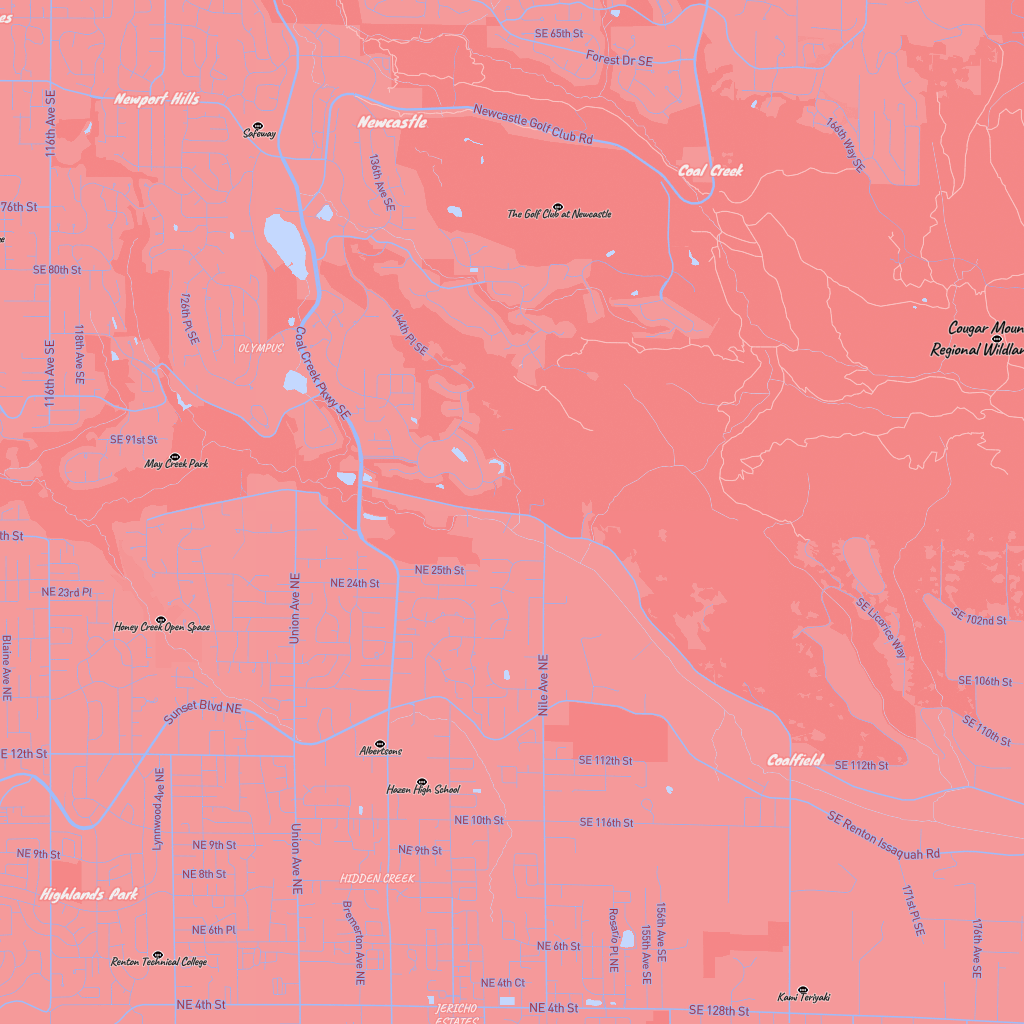 es
SE 65th St
Forest Dr SE
Newport Hills
116th Ave SE
Safeway
Newcastle
Newcastle Golf Club Rd
166th Way SE
Coal Creek
136th Ave SE
76th St
The Golf Club at Newcastle
SE 80th St
126th Pl SE
118th Ave SE
116th Ave SE
OLYMPUS
Coal Creek Pkwy SE
144th Pl SE
Cougar Moun
Regional Wildlan
SE 91st St
May Creek Park
th St
NE 25th St
NE 24th St
NE 23rd Pl
Union Ave NE
Honey Creek Open Space
Blaine Ave NE
SE Licorice Way
SE 102nd St
SE 106th St
SE 110th St
Nile Ave NE
Sunset Blvd NE
E 12th St
Albertsons
SE 112th St
Coalfield
SE 112th St
Hazen High School
Lynnwood Ave NE
NE 10th St
SE 116th St
SE Renton Issaquah Rd
Union Ave NE
NE 9th St
NE 9th St
NE 9th St
NE 8th St
HIDDEN CREEK
Highlands Park
Bremerton Ave NE
171st Pl SE
176th Ave SE
156th Ave SE
155th Ave SE
Rosario Pl NE
NE 6th Pl
NE 6th St
Renton Technical College
NE 4th Ct
Kami Teriyaki
NE 4th St
JERICHO
ESTATES
NE 4th St
SE 128th St